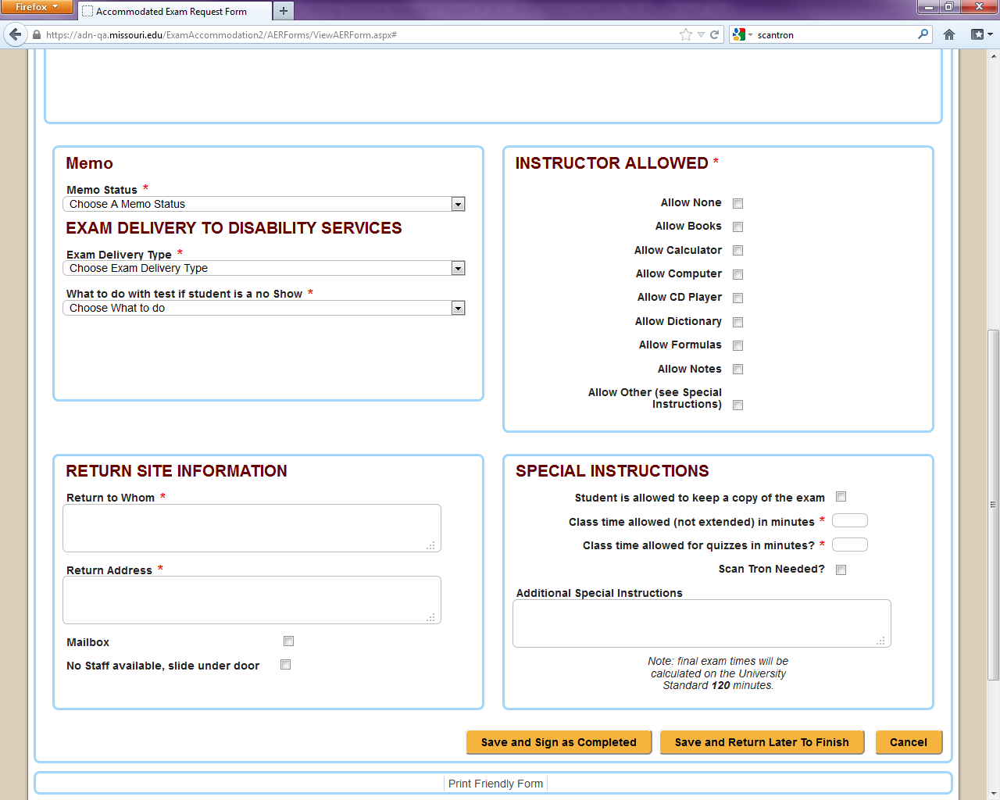 Firefox
Accommodated Exam Request Form
https://adn-qa.missouri.edu/ExamAccommodation2/AERForms/ViewAERForm.aspx#
scantron
Memo
Memo Status *
Choose A Memo Status
EXAM DELIVERY TO DISABILITY SERVICES
Exam Delivery Type *
Choose Exam Delivery Type
What to do with test if student is a no Show *
Choose What to do
INSTRUCTOR ALLOWED *
Allow None
Allow Books
Allow Calculator
Allow Computer
Allow CD Player
Allow Dictionary
Allow Formulas
Allow Notes
Allow Other (see Special
Instructions)
RETURN SITE INFORMATION
Return to Whom *
Return Address *
Mailbox
No Staff available, slide under door
SPECIAL INSTRUCTIONS
Student is allowed to keep a copy of the exam
Class time allowed (not extended) in minutes *
Class time allowed for quizzes in minutes? *
Scan Tron Needed?
Additional Special Instructions
Note: final exam times will be
calculated on the University
Standard 120 minutes.
Save and Sign as Completed
Save and Return Later To Finish
Cancel
Print Friendly Form